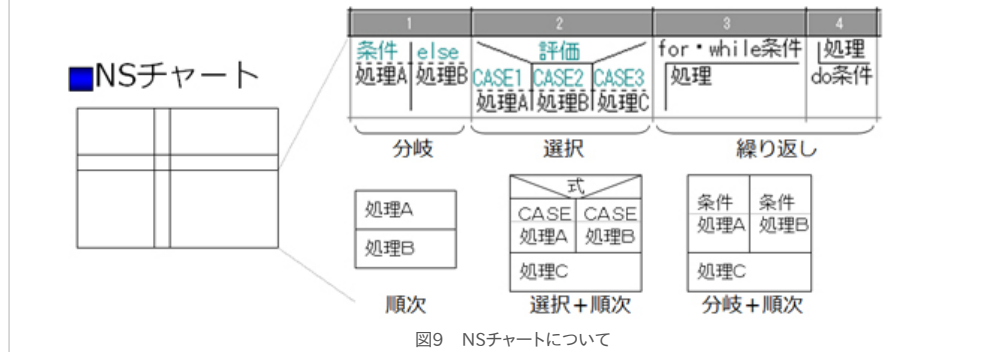 ■NSチャート
1 2 3 4
条件 else
処理A 処理B
評価
CASE1 CASE2 CASE3
処理A 処理B 処理C
for・while条件
処理
処理
do条件
分岐 選択 繰り返し
処理A
処理B
順次
式
CASE CASE
処理A 処理B
処理C
選択+順次
条件 条件
処理A 処理B
処理C
分岐+順次
図9 NSチャートについて